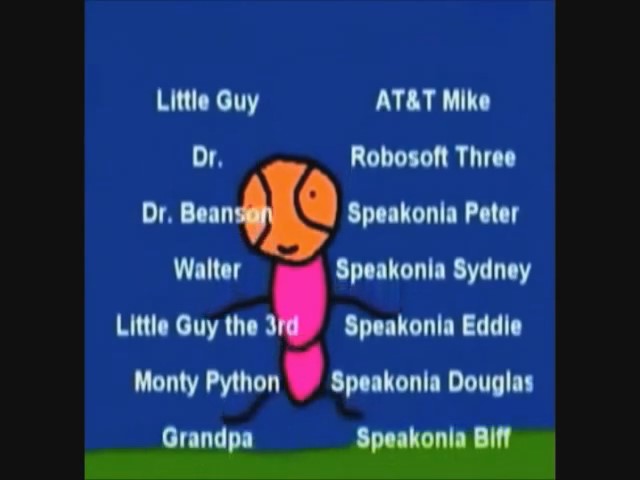 Little Guy AT&T Mike
Dr. Robosoft Three
Dr. Beanson Speakonia Peter
Walter Speakonia Sydney
Little Guy the 3rd Speakonia Eddie
Monty Python Speakonia Douglas
Grandpa Speakonia Biff